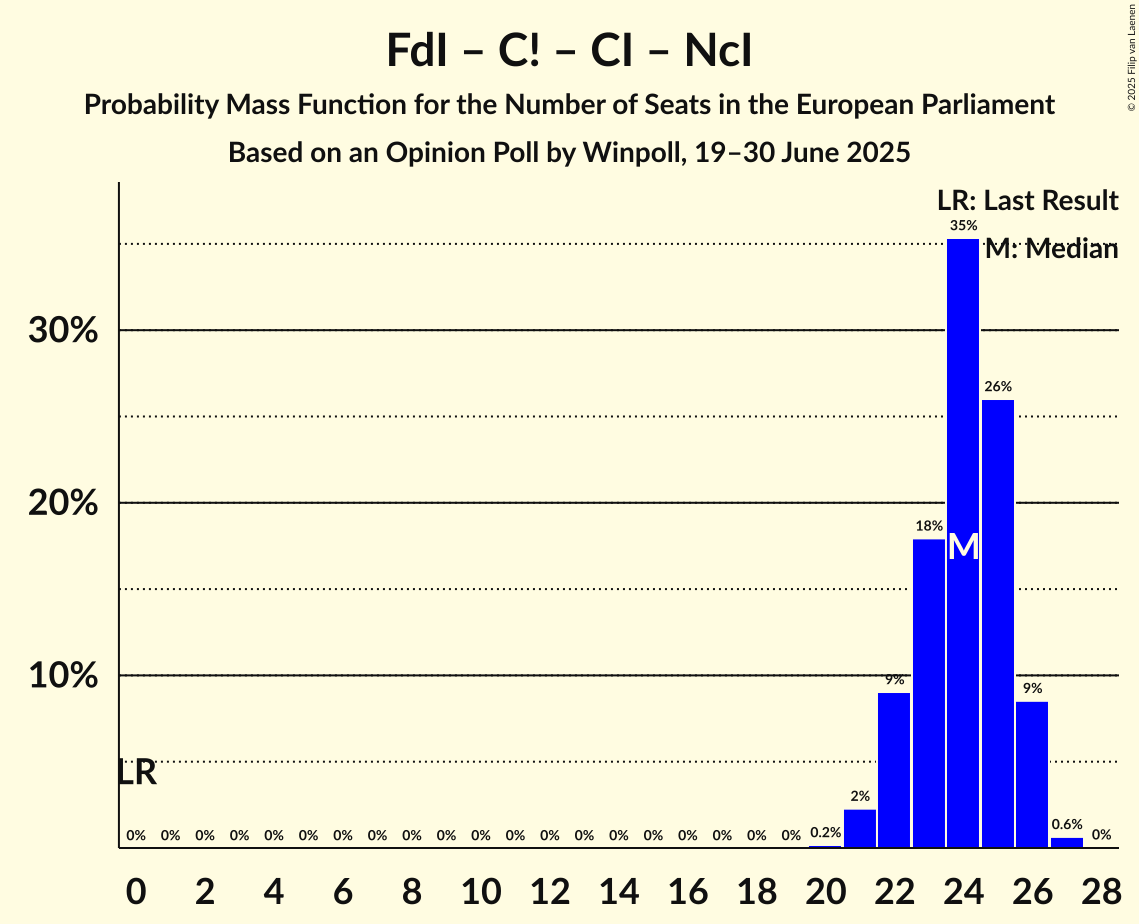 FdI – C! – CI – NcI
Probability Mass Function for the Number of Seats in the European Parliament
Based on an Opinion Poll by Winpoll, 19–30 June 2025
© 2025 Filip van Laenen
LR: Last Result
M: Median
35%
30%
26%
20%
18%
M
10%
9%
9%
LR
2%
0% 0% 0% 0% 0% 0% 0% 0% 0% 0% 0% 0% 0% 0% 0% 0% 0% 0% 0% 0% 0.2% 0.6% 0%
0 2 4 6 8 10 12 14 16 18 20 22 24 26 28